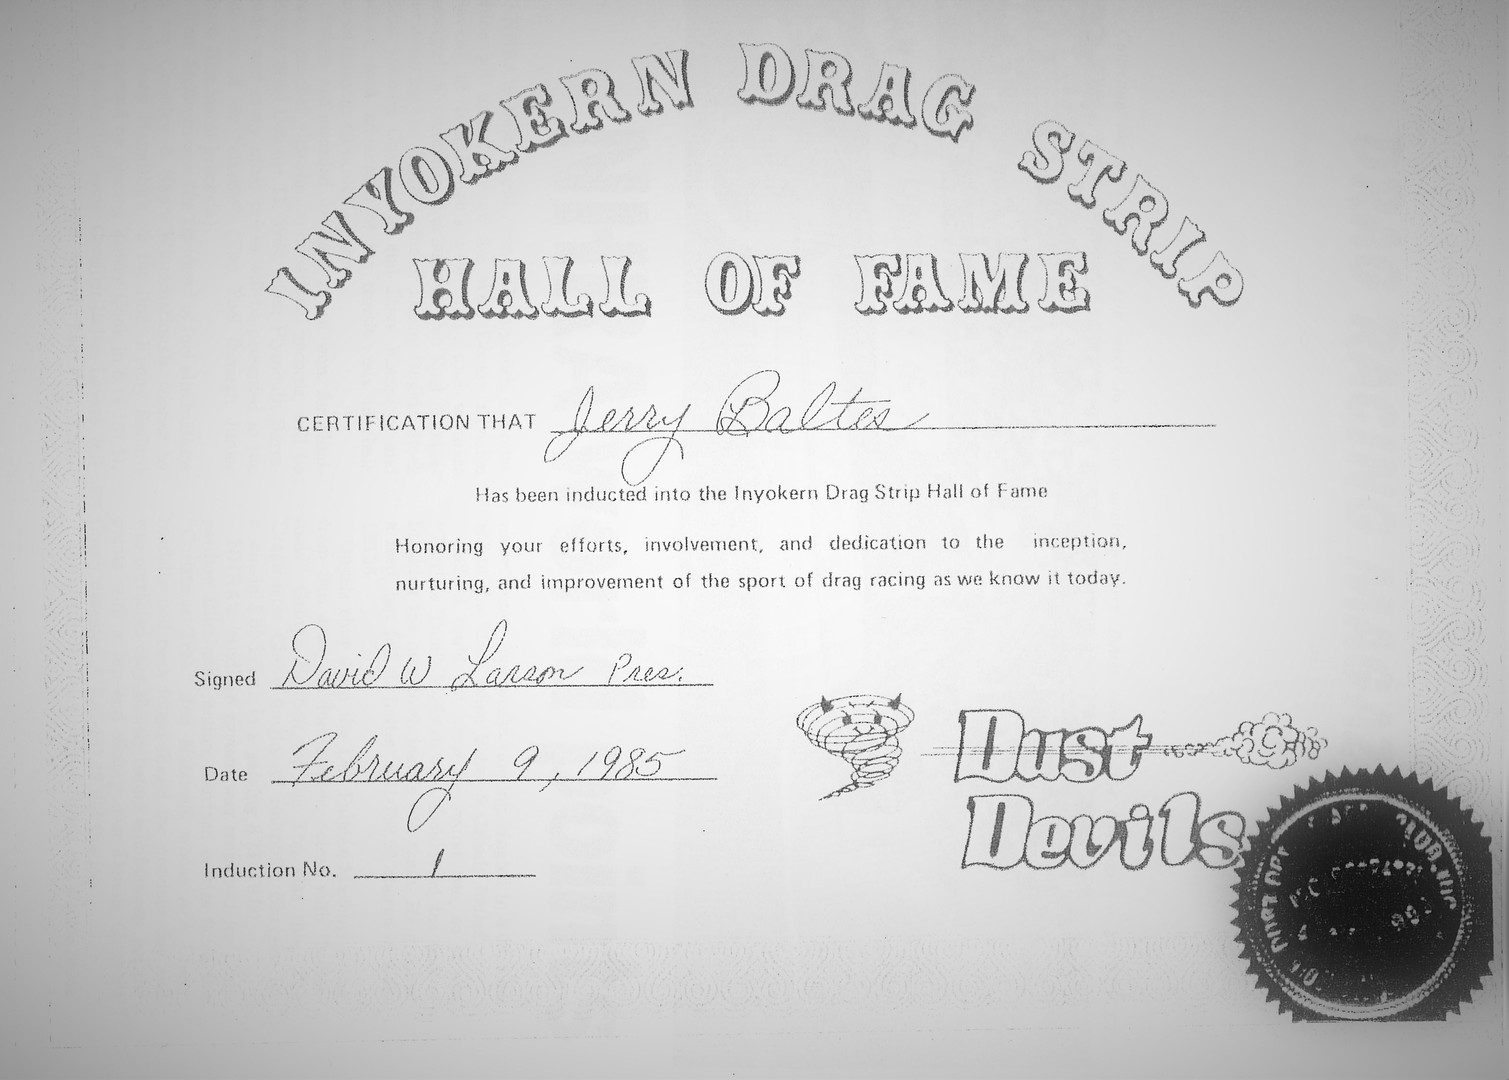 INYOKERN DRAG STRIP
HALL OF FAME
CERTIFICATION THAT Jerry Baltes
Has been inducted into the Inyokern Drag Strip Hall of Fame
Honoring your efforts, involvement, and dedication to the inception,
nurturing, and improvement of the sport of drag racing as we know it today.
Signed David W Larson Pres.
Date February 9, 1985
Induction No. 1
Dust
Devils